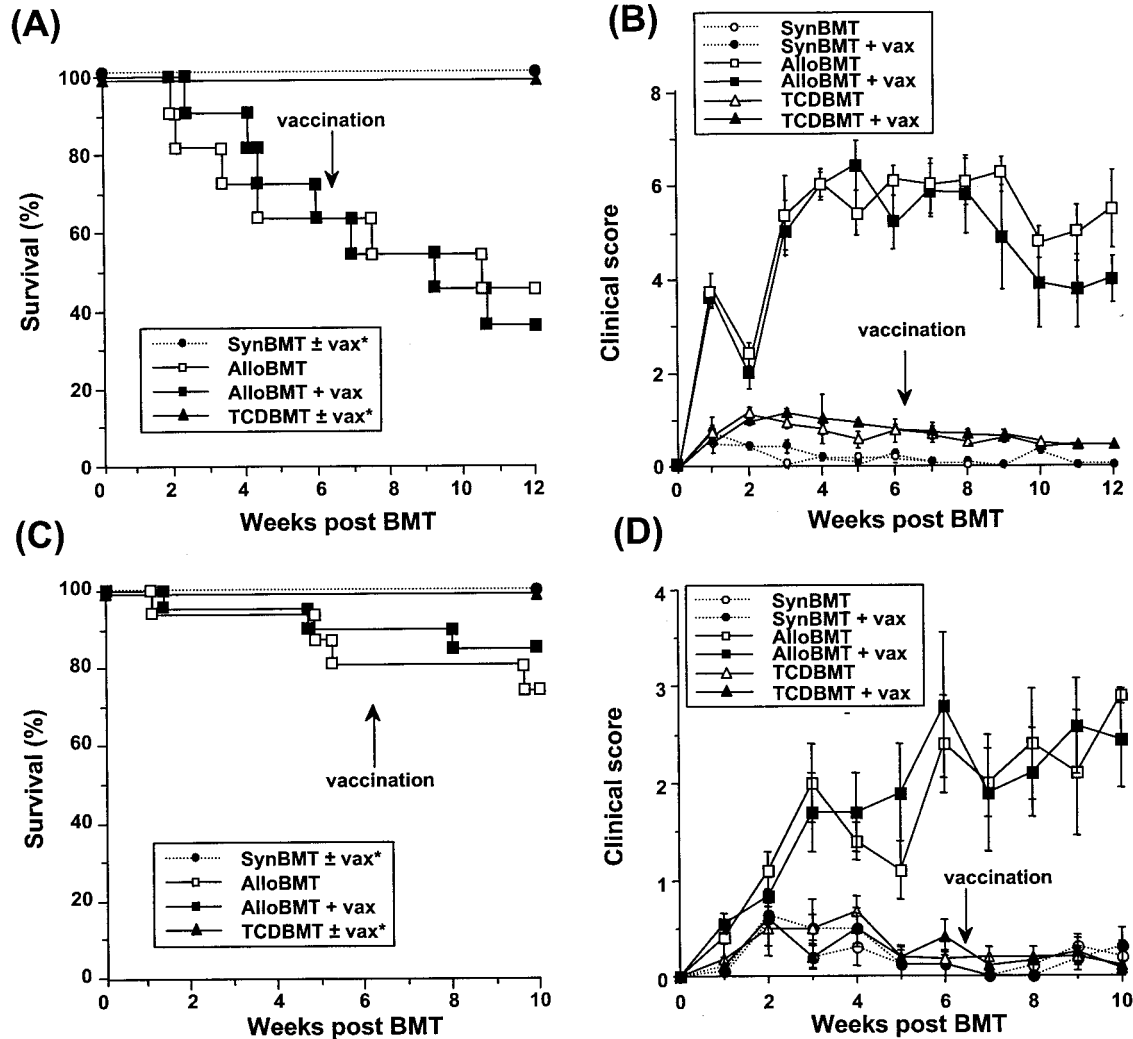 (A)
100
80
60
40
20
0
Survival (%)
vaccination
SynBMT ± vax*
AlloBMT
AlloBMT + vax
TCDBMT ± vax*
0 2 4 6 8 10 12
Weeks post BMT
(B)
SynBMT
SynBMT + vax
AlloBMT
AlloBMT + vax
TCDBMT
TCDBMT + vax
8
6
4
2
0
Clinical score
vaccination
0 2 4 6 8 10 12
Weeks post BMT
(C)
100
80
60
40
20
0
Survival (%)
vaccination
SynBMT ± vax*
AlloBMT
AlloBMT + vax
TCDBMT ± vax*
0 2 4 6 8 10
Weeks post BMT
(D)
SynBMT
SynBMT + vax
AlloBMT
AlloBMT + vax
TCDBMT
TCDBMT + vax
4
3
2
1
0
Clinical score
vaccination
0 2 4 6 8 10
Weeks post BMT